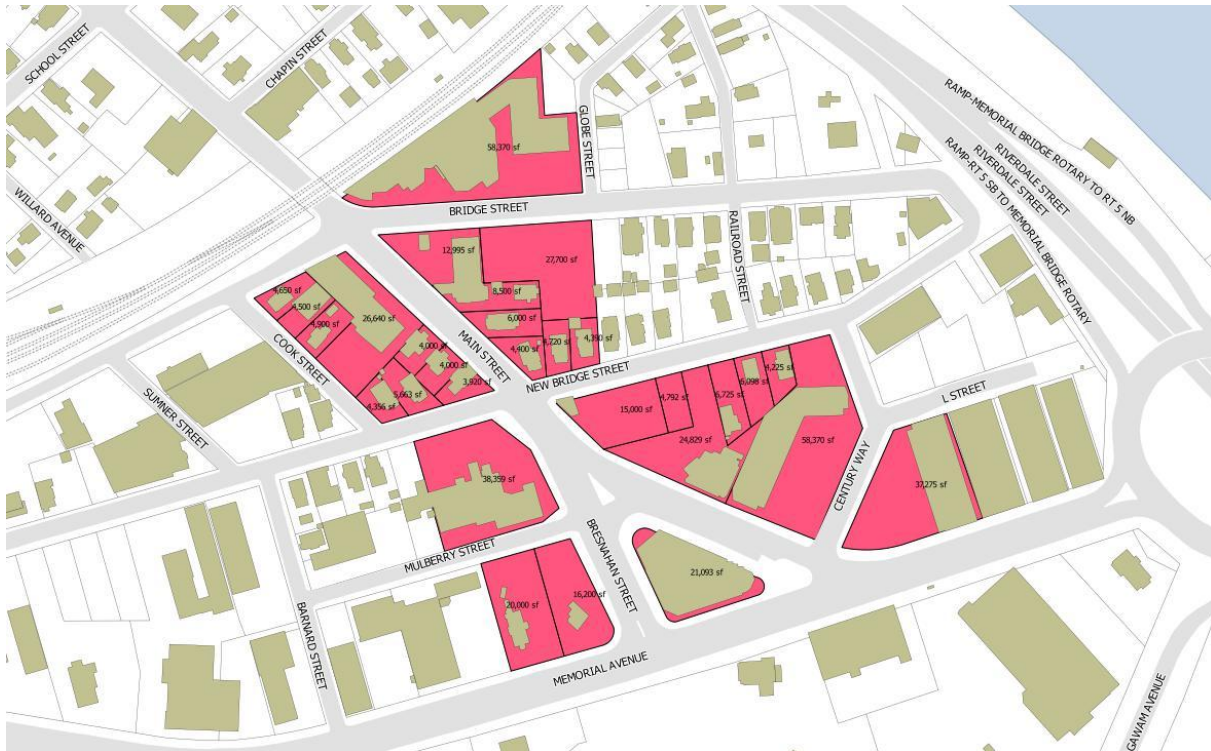 SCHOOL STREET
CHAPIN STREET
RAMP-MEMORIAL BRIDGE ROTARY TO RT 5 NB
RIVERDALE STREET
RIVERDALE STREET
RAMP-RT 5 SB TO MEMORIAL BRIDGE ROTARY
GLOBE STREET
58,370 sf
WILLARD AVENUE
BRIDGE STREET
RAILROAD STREET
12,995 sf
27,700 sf
4,650 sf
8,500 sf
4,500 sf
26,640 sf
6,000 sf
4,900 sf
4,720 sf
4,390 sf
COOK STREET
MAIN STREET
4,000 sf
4,400 sf
4,000 sf
3,920 sf
NEW BRIDGE STREET
4,225 sf
6,098 sf
5,663 sf
4,356 sf
L STREET
SUMNER STREET
15,000 sf
4,792 sf
6,725 sf
24,829 sf
58,370 sf
CENTURY WAY
38,359 sf
37,275 sf
MULBERRY STREET
BRESNAHAN STREET
21,093 sf
20,000 sf
16,200 sf
BARNARD STREET
MEMORIAL AVENUE
GAWAM AVENUE